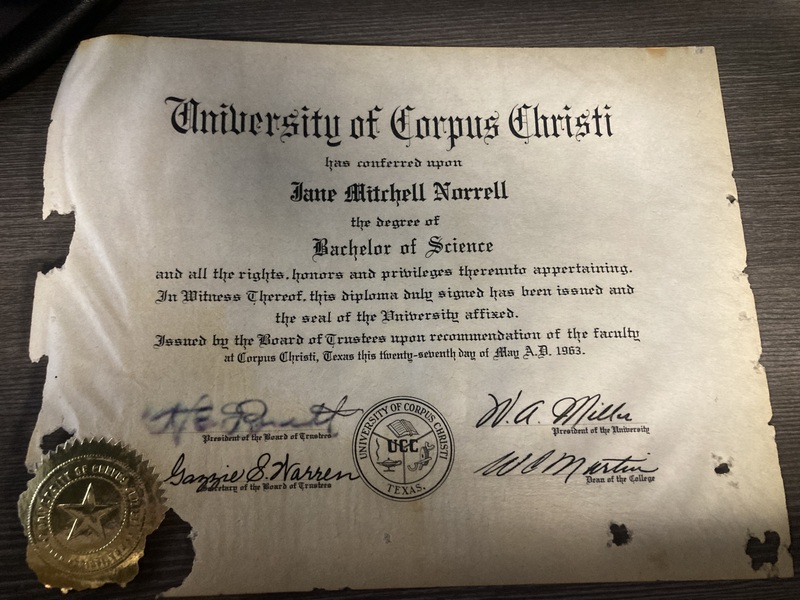 University of Corpus Christi
has conferred upon
Jane Mitchell Norrell
the degree of
Bachelor of Science
and all the rights, honors and privileges thereunto appertaining.
In Witness Thereof, this diploma duly signed has been issued and
the seal of the University affixed.
Issued by the Board of Trustees upon recommendation of the faculty
at Corpus Christi, Texas this twenty-seventh day of May A.D. 1963.
President of the Board of Trustees
W. A. Miller
President of the University
UNIVERSITY OF CORPUS CHRISTI
UCC
TEXAS.
E. Warren
Secretary of the Board of Trustees
Martin
Dean of the College
UNIVERSITY OF CORPUS